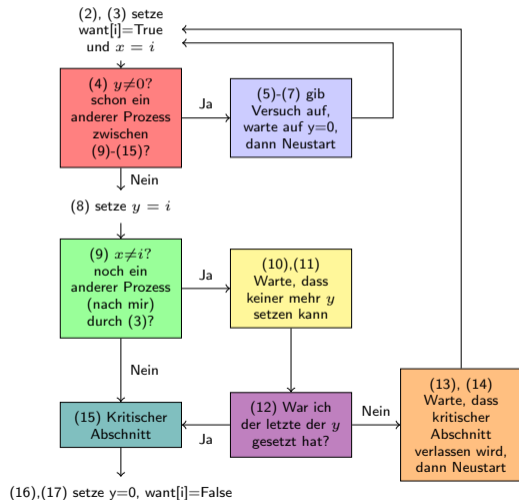 (2), (3) setze
want[i]=True
und x = i
(4) y≠0?
schon ein
anderer Prozess
zwischen
(9)-(15)?
Ja
(5)-(7) gib
Versuch auf,
warte auf y=0,
dann Neustart
Nein
(8) setze y = i
(9) x≠i?
noch ein
anderer Prozess
(nach mir)
durch (3)?
Ja
(10),(11)
Warte, dass
keiner mehr y
setzen kann
Nein
(15) Kritischer
Abschnitt
Ja
(12) War ich
der letzte der y
gesetzt hat?
Nein
(13), (14)
Warte, dass
kritischer
Abschnitt
verlassen wird,
dann Neustart
(16),(17) setze y=0, want[i]=False